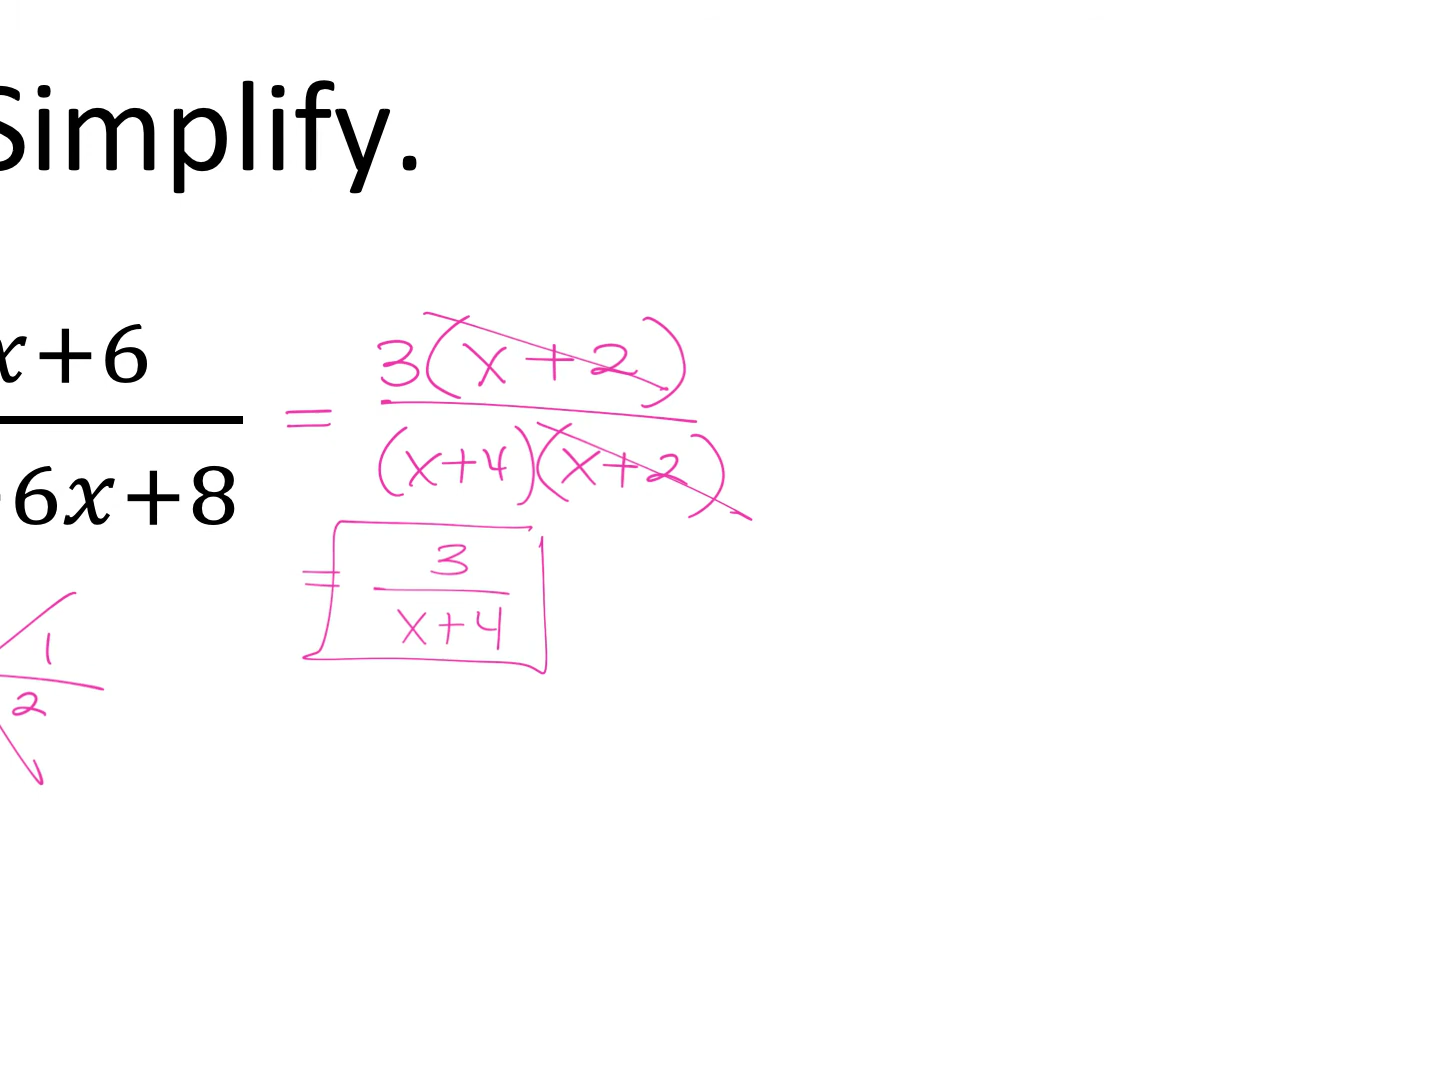 Simplify.
x+6
= 3(x+2)
(x+4)(x+2)
6x+8
= 3
x+4
1
2